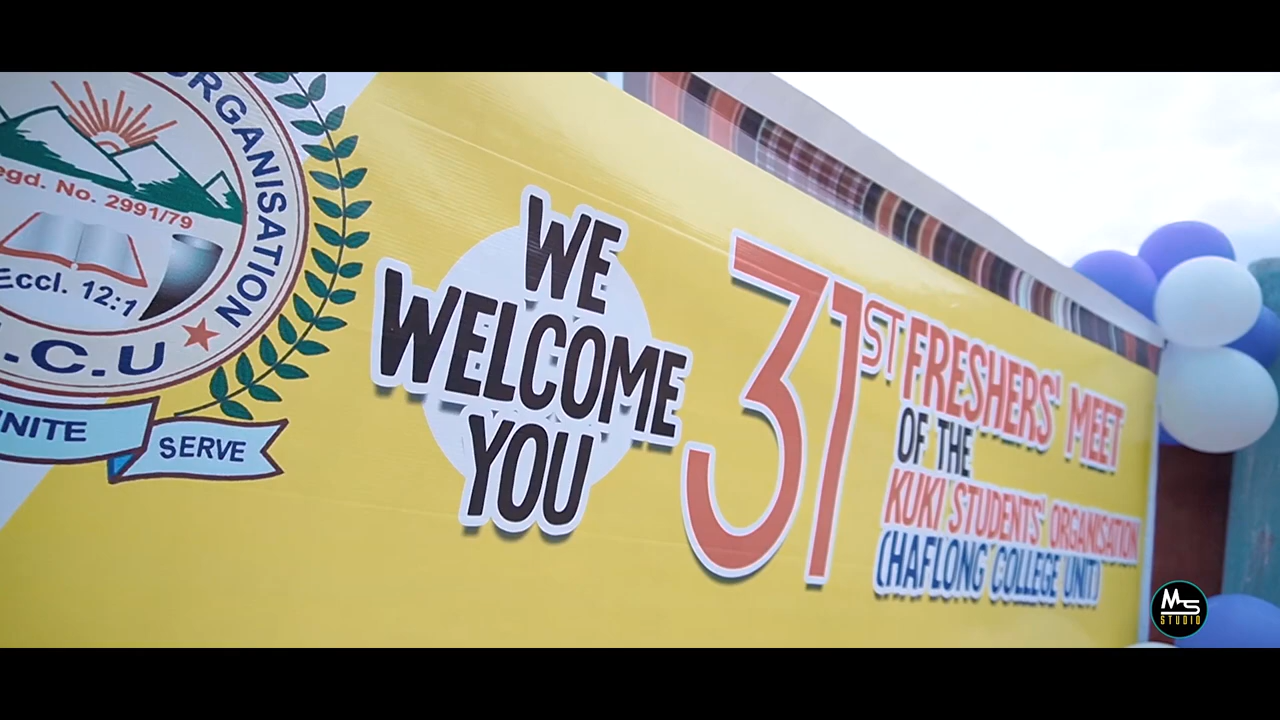 ORGANISATION
egd. No. 2991/79
Eccl. 12:1
.C.U
NITE
SERVE
WE
WELCOME
YOU
31ST FRESHERS' MEET
OF THE
KUKI STUDENTS' ORGANISATION
(HAFLONG COLLEGE UNIT)
MS
STUDIO